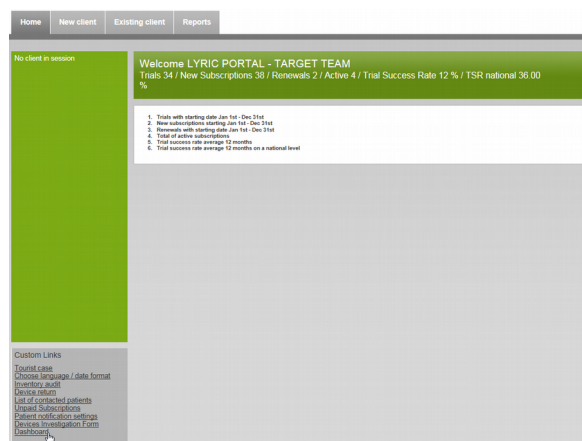 Home New client Existing client Reports
No client in session
Welcome LYRIC PORTAL - TARGET TEAM
Trials 34 / New Subscriptions 38 / Renewals 2 / Active 4 / Trial Success Rate 12 % / TSR national 36.00
%
1. Trials with starting date Jan 1st - Dec 31st
2. New subscriptions starting Jan 1st - Dec 31st
3. Renewals with starting date Jan 1st - Dec 31st
4. Total of active subscriptions
5. Trial success rate average 12 months
6. Trial success rate average 12 months on a national level
Custom Links
Tourist case
Choose language / date format
Inventory audit
Device return
List of contacted patients
Unpaid Subscriptions
Patient notification settings
Devices Investigation Form
Dashboard